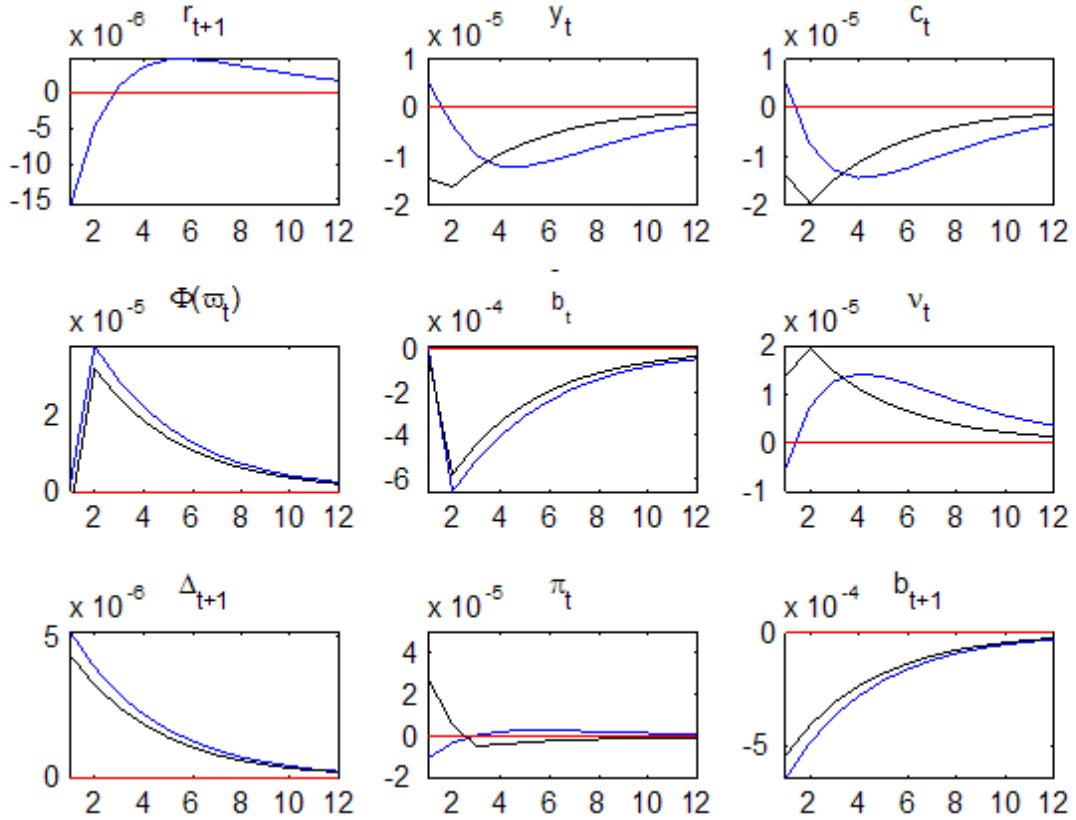 r_{t+1} y_t c_t
x 10^{-6} x 10^{-5} x 10^{-5}
0 1 1
-5 0 0
-10 -1 -1
-15 -2 -2
2 4 6 8 10 12 2 4 6 8 10 12 2 4 6 8 10 12
Φ(ϖ_t) \bar{b}_t ν_t
x 10^{-5} x 10^{-4} x 10^{-5}
2 0 2
0 -2 1
-4 0
-6 -1
2 4 6 8 10 12 2 4 6 8 10 12 2 4 6 8 10 12
Δ_{t+1} π_t b_{t+1}
x 10^{-6} x 10^{-5} x 10^{-4}
5 4 0
0 2 -5
0
-2
2 4 6 8 10 12 2 4 6 8 10 12 2 4 6 8 10 12